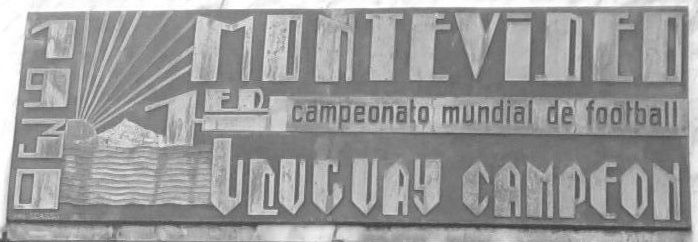 1930
MONTEVIDEO
1ER
campeonato mundial de football
URUGUAY CAMPEON